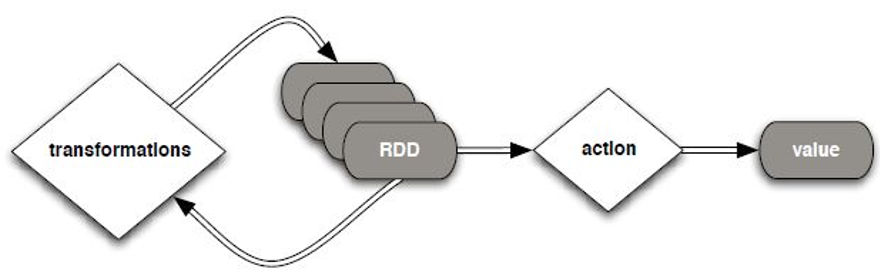 transformations
RDD
action
value